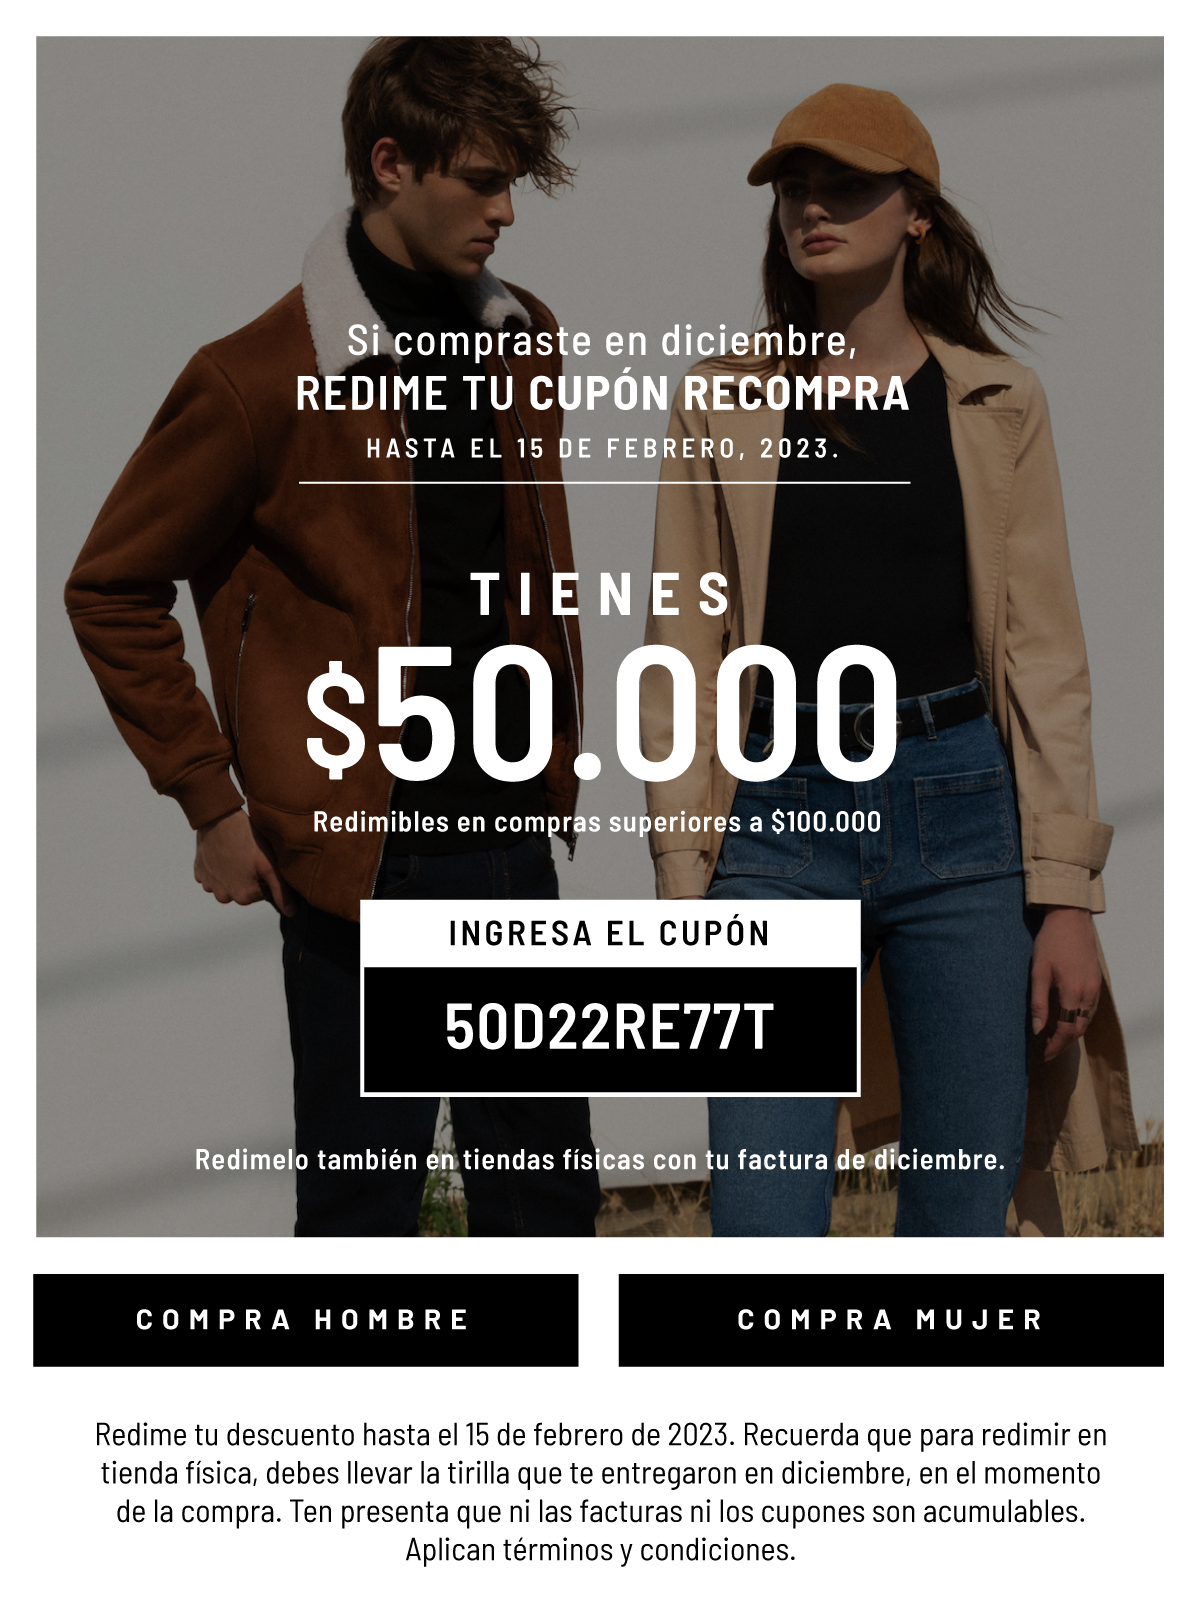 Si compraste en diciembre,
REDIME TU CUPÓN RECOMPRA
HASTA EL 15 DE FEBRERO, 2023.
TIENES
$50.000
Redimibles en compras superiores a $100.000
INGRESA EL CUPÓN
50D22RE77T
Redimelo también en tiendas físicas con tu factura de diciembre.
COMPRA HOMBRE
COMPRA MUJER
Redime tu descuento hasta el 15 de febrero de 2023. Recuerda que para redimir en
tienda física, debes llevar la tirilla que te entregaron en diciembre, en el momento
de la compra. Ten presenta que ni las facturas ni los cupones son acumulables.
Aplican términos y condiciones.